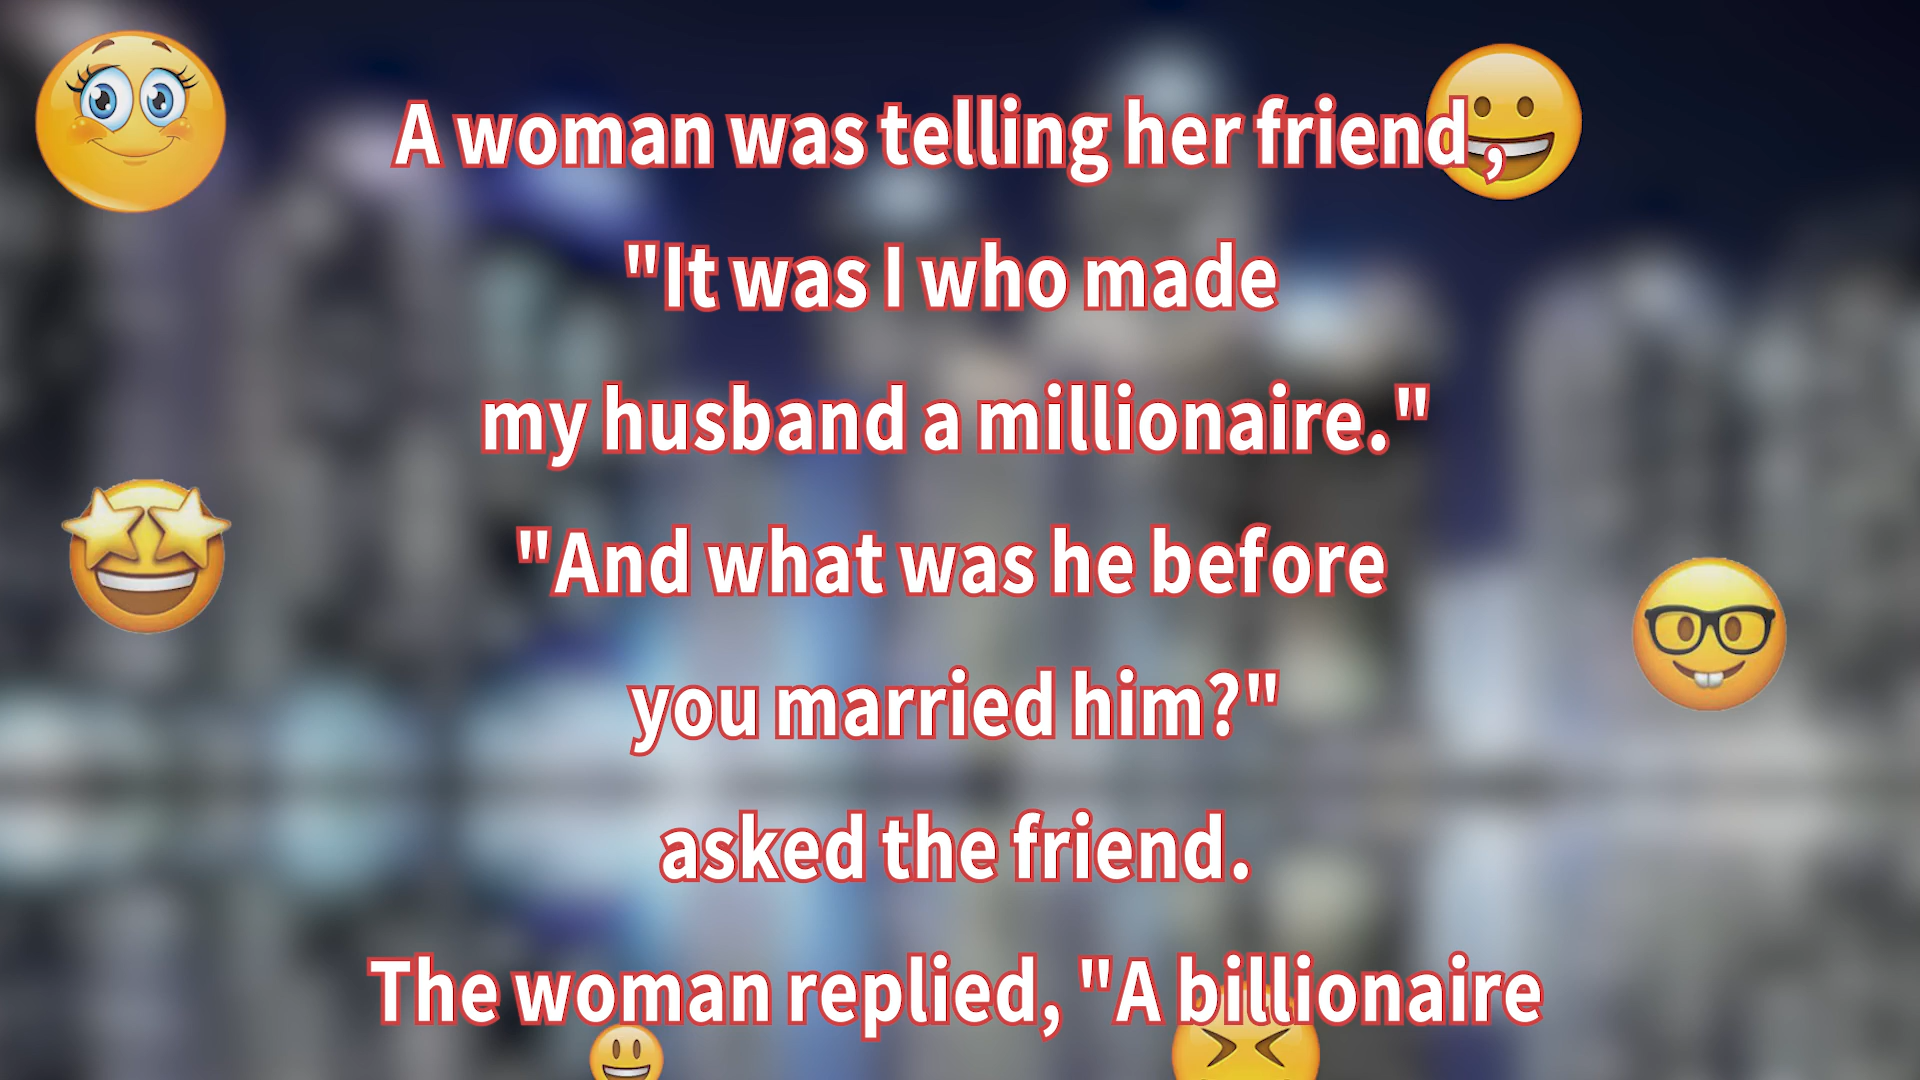 A woman was telling her friend ,
"It was I who made
my husband a millionaire."
"And what was he before
you married him?"
asked the friend.
The woman replied, "A billionaire